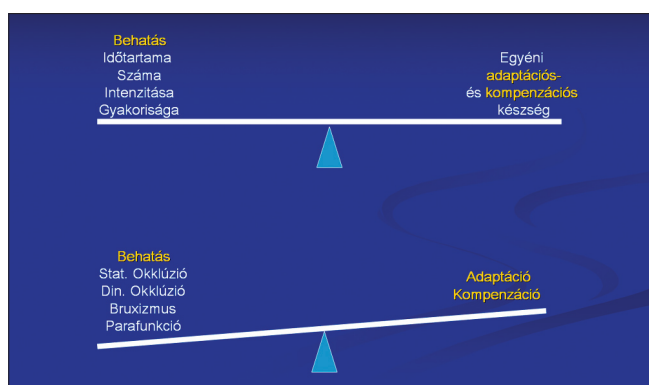 Behatás
Időtartama
Száma
Intenzitása
Gyakorisága
Egyéni
adaptációs-
és kompenzációs
készség
Behatás
Stat. Okklúzió
Din. Okklúzió
Bruxizmus
Parafunkció
Adaptáció
Kompenzáció